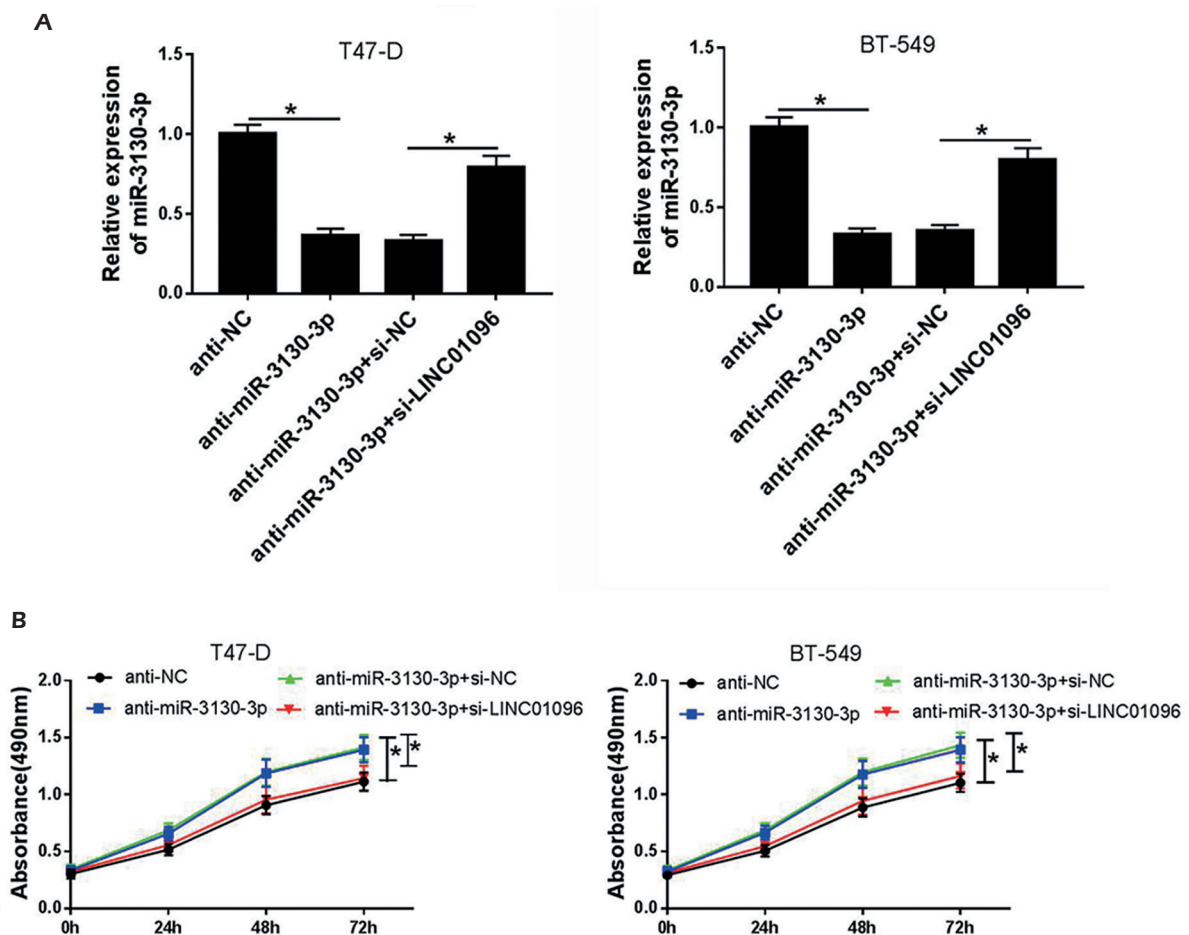 A
T47-D
Relative expression
of miR-3130-3p
1.5
1.0
0.5
0.0
*
*
anti-NC
anti-miR-3130-3p
anti-miR-3130-3p+si-NC
anti-miR-3130-3p+si-LINC01096
BT-549
Relative expression
of miR-3130-3p
1.5
1.0
0.5
0.0
*
*
anti-NC
anti-miR-3130-3p
anti-miR-3130-3p+si-NC
anti-miR-3130-3p+si-LINC01096
B
T47-D
anti-NC
anti-miR-3130-3p+si-NC
anti-miR-3130-3p
anti-miR-3130-3p+si-LINC01096
Absorbance(490nm)
2.0
1.5
1.0
0.5
0.0
*
*
0h 24h 48h 72h
BT-549
anti-NC
anti-miR-3130-3p+si-NC
anti-miR-3130-3p
anti-miR-3130-3p+si-LINC01096
Absorbance(490nm)
2.0
1.5
1.0
0.5
0.0
*
*
0h 24h 48h 72h